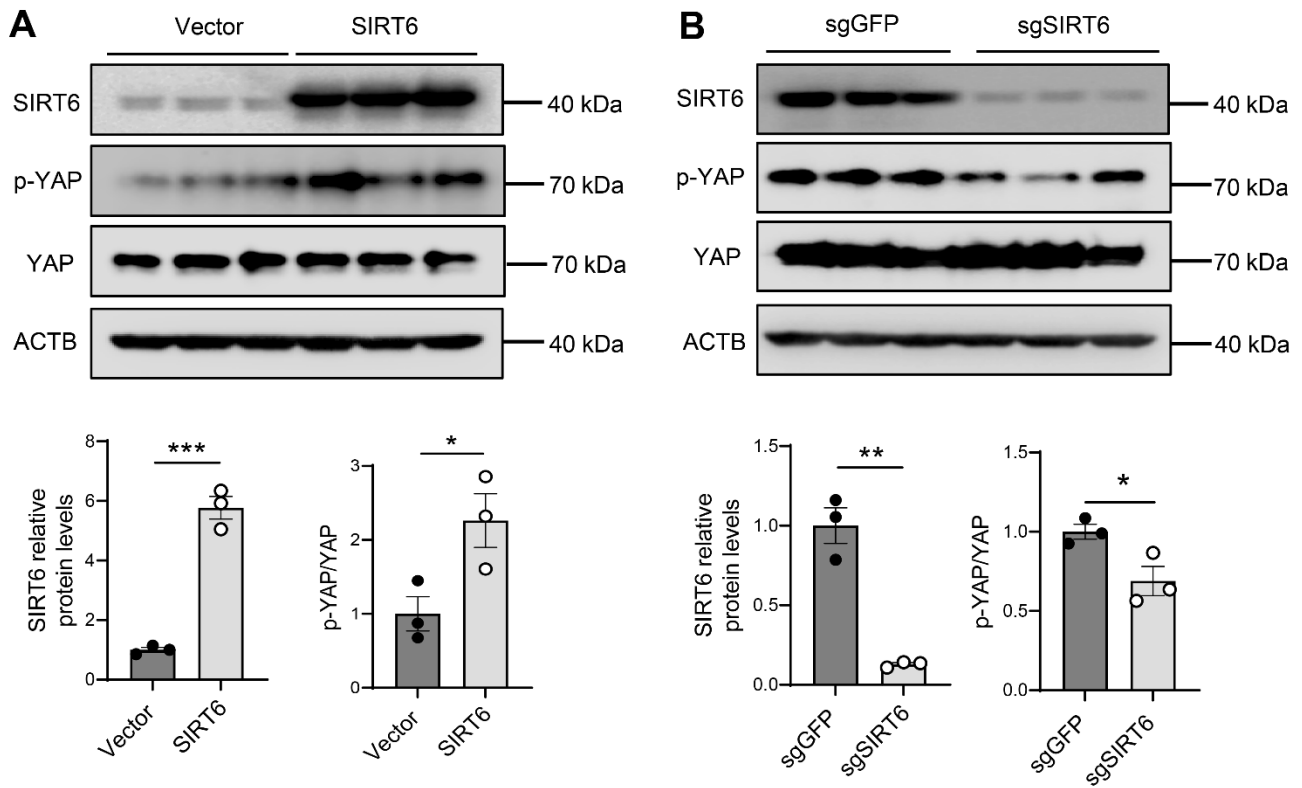 A
Vector SIRT6
SIRT6 40 kDa
p-YAP 70 kDa
YAP 70 kDa
ACTB 40 kDa
SIRT6 relative
protein levels
8
6
4
2
0
***
Vector SIRT6
p-YAP/YAP
3
2
1
0
*
Vector SIRT6
B
sgGFP sgSIRT6
SIRT6 40 kDa
p-YAP 70 kDa
YAP 70 kDa
ACTB 40 kDa
SIRT6 relative
protein levels
1.5
1.0
0.5
0.0
**
sgGFP sgSIRT6
p-YAP/YAP
1.5
1.0
0.5
0.0
*
sgGFP sgSIRT6